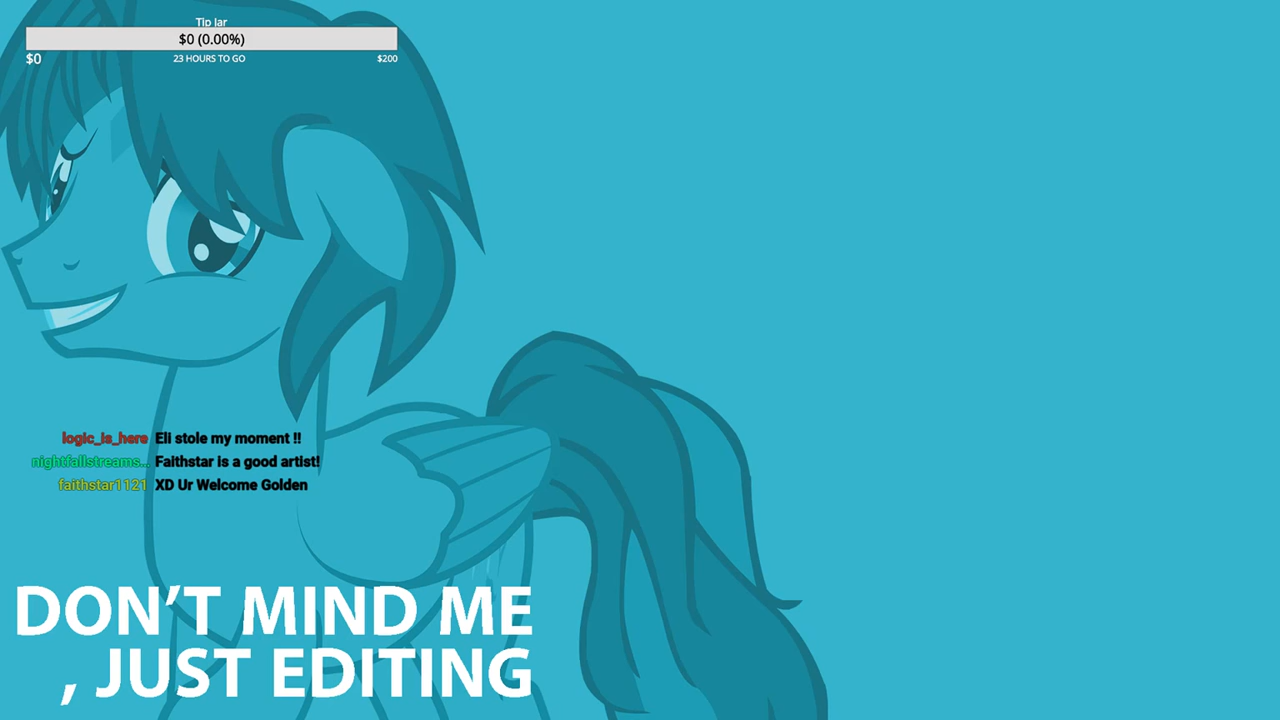 Tip Jar
$0 (0.00%)
$0 23 HOURS TO GO $200
logic_is_here Eli stole my moment !!
nightfallstreams... Faithstar is a good artist!
faithstar1121 XD Ur Welcome Golden
DON’T MIND ME
, JUST EDITING